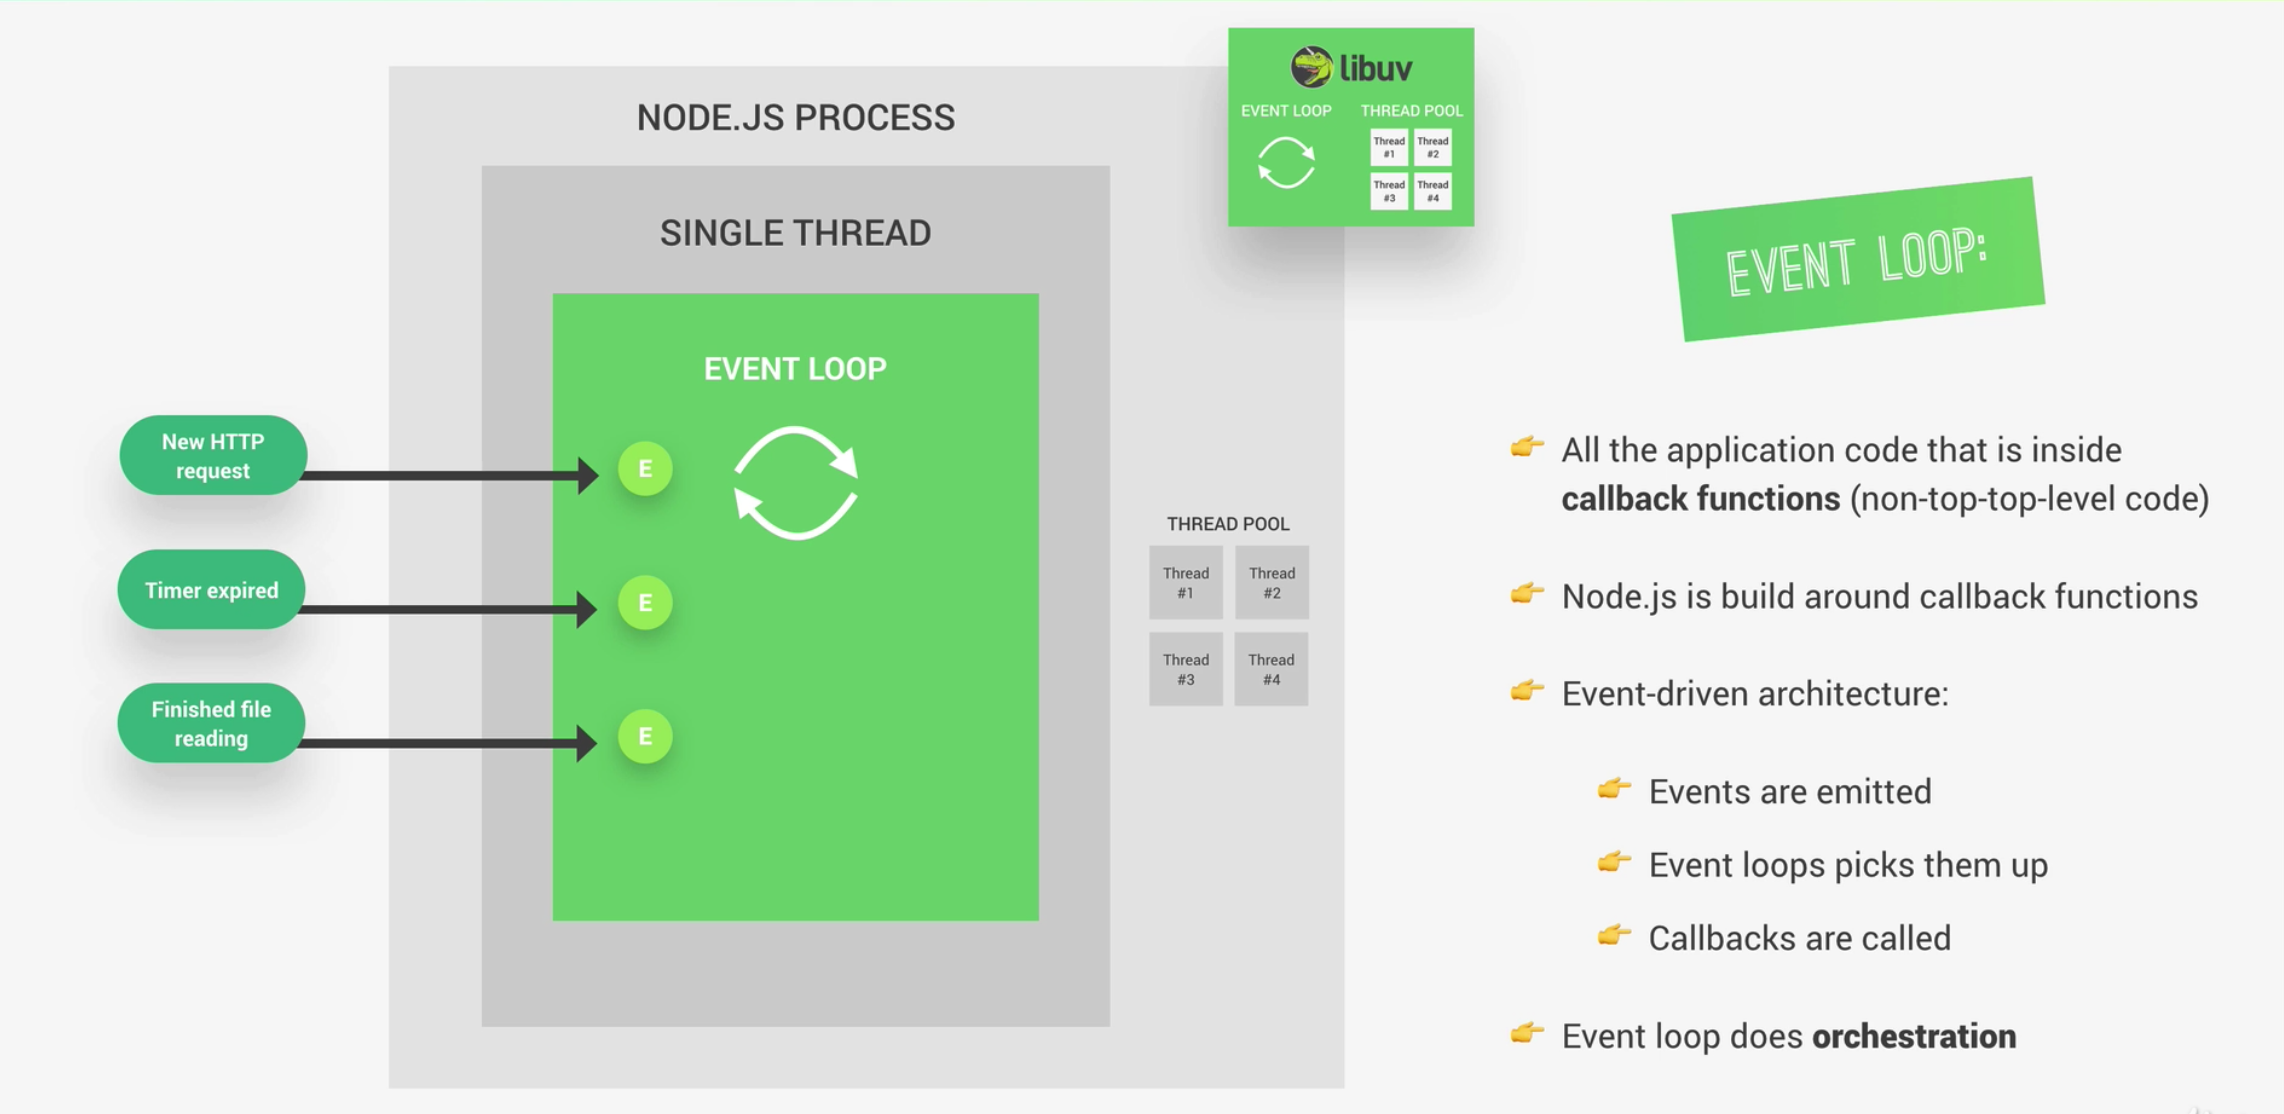 NODE.JS PROCESS
SINGLE THREAD
EVENT LOOP
New HTTP
request
E
Timer expired
E
Finished file
reading
E
THREAD POOL
Thread
#1
Thread
#2
Thread
#3
Thread
#4
libuv
EVENT LOOP
THREAD POOL
Thread
#1
Thread
#2
Thread
#3
Thread
#4
EVENT LOOP:
All the application code that is inside
callback functions (non-top-top-level code)
Node.js is build around callback functions
Event-driven architecture:
Events are emitted
Event loops picks them up
Callbacks are called
Event loop does orchestration